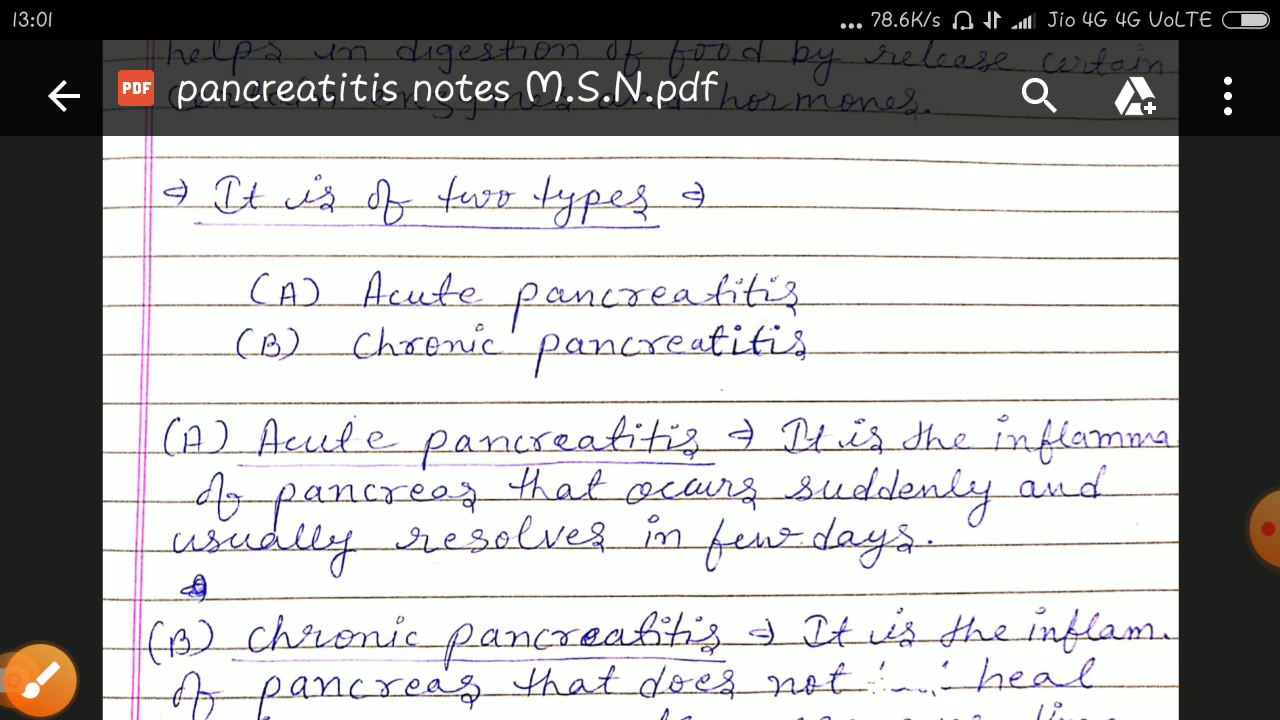 13:01 ... 78.6K/s Jio 4G 4G VoLTE
helps in digestion of food by release certain
PDF pancreatitis notes M.S.N.pdf
enzymes and hormones.
⇒ It is of two types ⇒
(A) Acute pancreatitis
(B) Chronic pancreatitis
(A) Acute pancreatitis ⇒ It is the inflamma
of pancreas that occurs suddenly and
usually resolves in few days.
(B) Chronic pancreatitis ⇒ It is the inflam.
of pancreas that does not heal